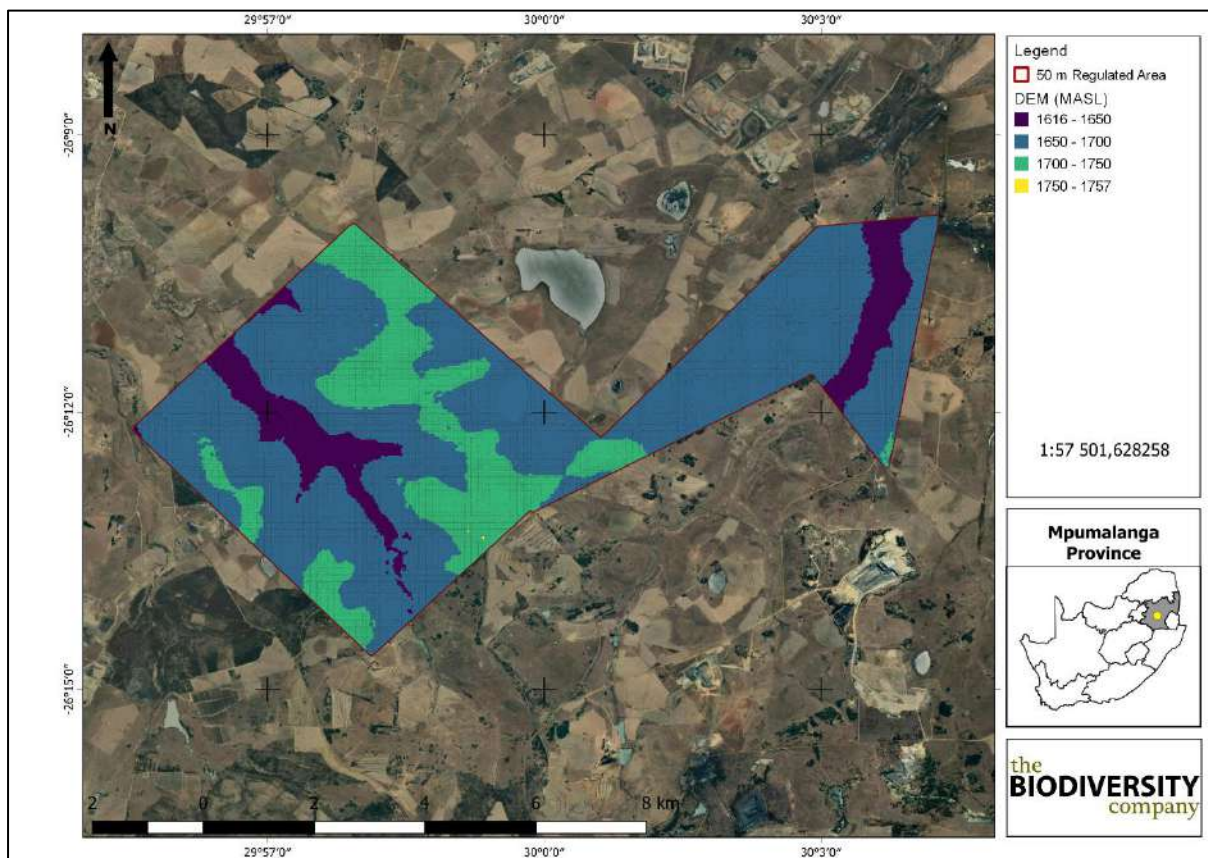 29°57'0" 30°0'0" 30°3'0"
N
-26°9'0"
-26°12'0"
-26°15'0"
2 0 2 4 6 8 km
29°57'0" 30°0'0" 30°3'0"
Legend
50 m Regulated Area
DEM (MASL)
1616 - 1650
1650 - 1700
1700 - 1750
1750 - 1757
1:57 501,628258
Mpumalanga
Province
the
BIODIVERSITY
company